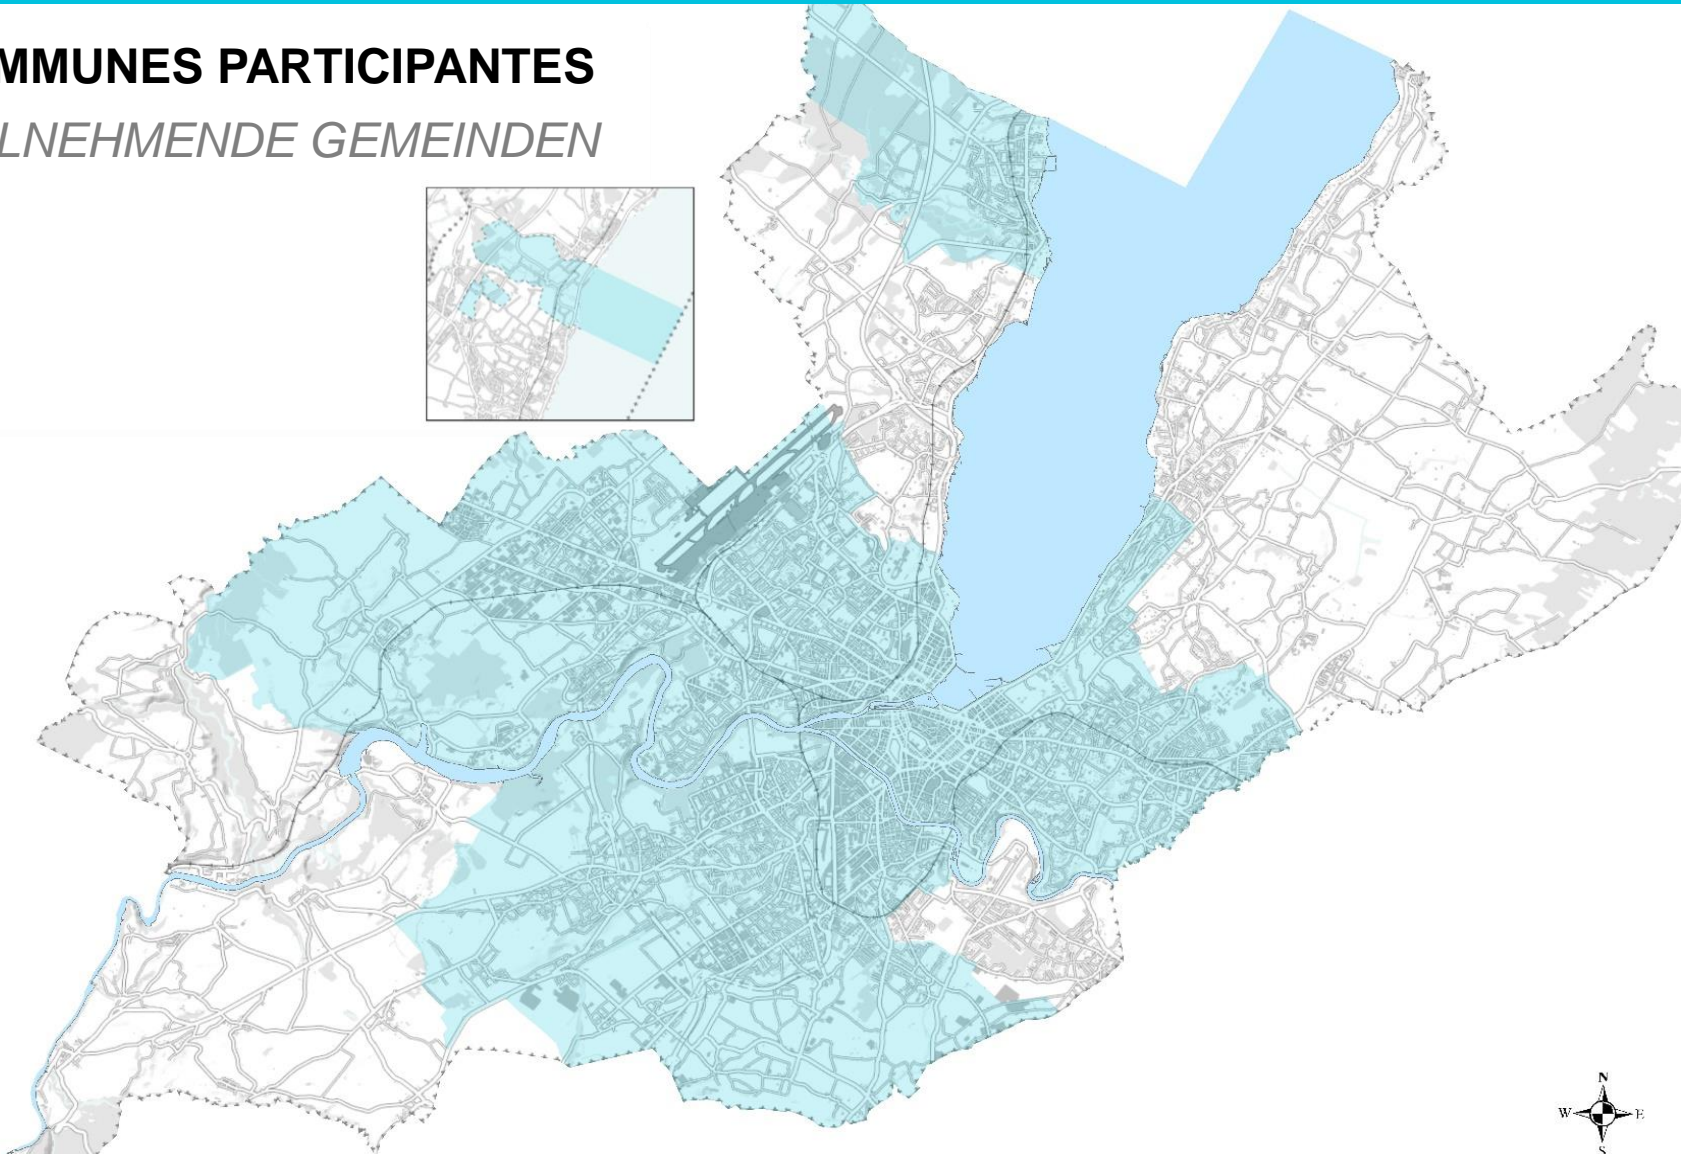 MMUNES PARTICIPANTES
LNEHMENDE GEMEINDEN
N
W E
S